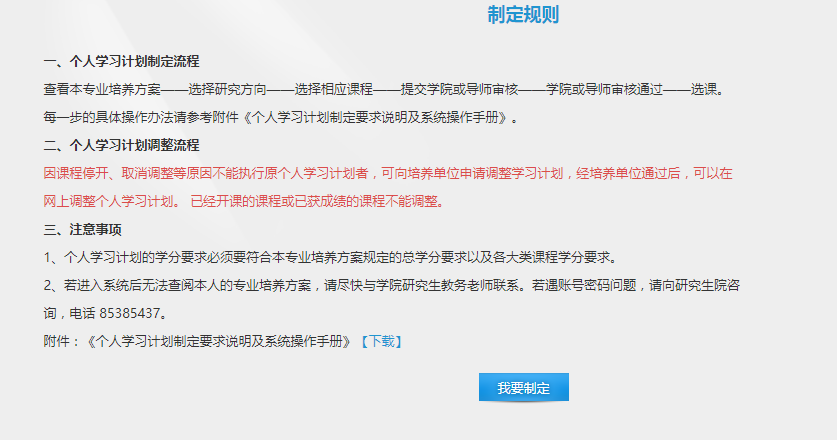 制定规则
一、个人学习计划制定流程
查看本专业培养方案——选择研究方向——选择相应课程——提交学院或导师审核——学院或导师审核通过——选课。
每一步的具体操作办法请参考附件《个人学习计划制定要求说明及系统操作手册》。
二、个人学习计划调整流程
因课程停开、取消调整等原因不能执行原个人学习计划者，可向培养单位申请调整学习计划，经培养单位通过后，可以在
网上调整个人学习计划。 已经开课的课程或已获成绩的课程不能调整。
三、注意事项
1、个人学习计划的学分要求必须要符合本专业培养方案规定的总学分要求以及各大类课程学分要求。
2、若进入系统后无法查阅本人的专业培养方案，请尽快与学院研究生教务老师联系。若遇账号密码问题，请向研究生院咨
询，电话 85385437。
附件：《个人学习计划制定要求说明及系统操作手册》【下载】
我要制定